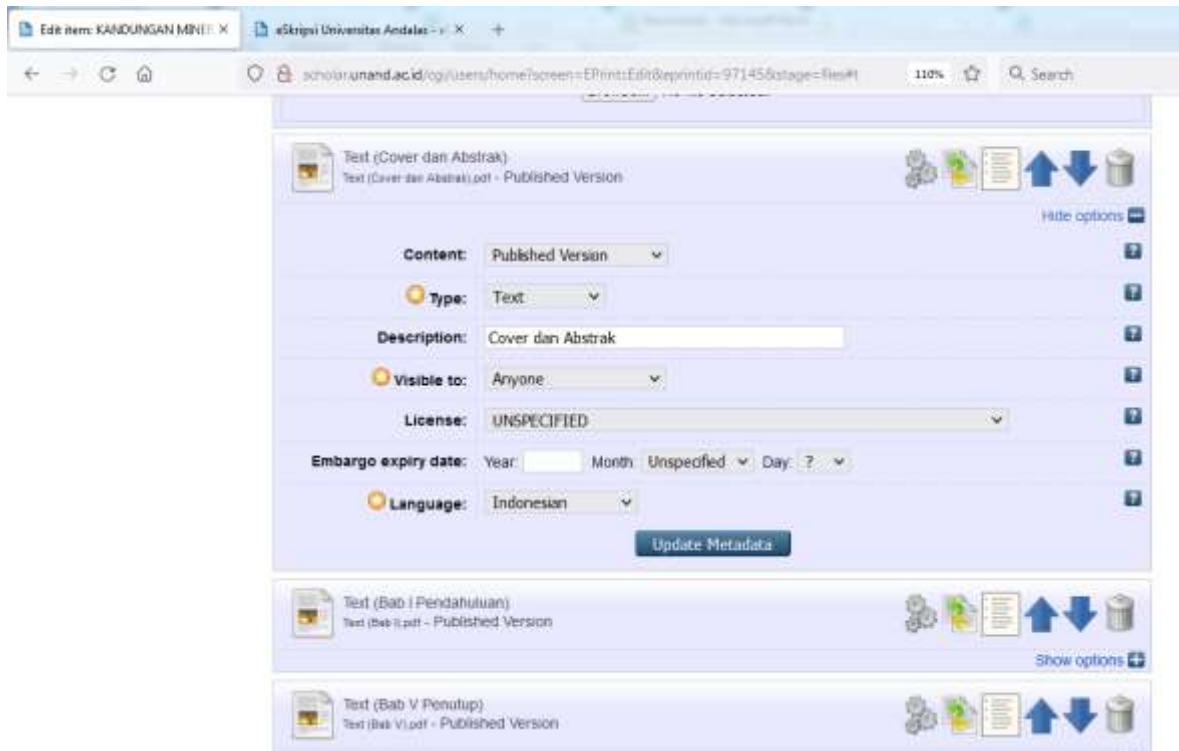 Edit item: KANDUNGAN MINE
eSkripsi Universitas Andalas -
scholar.unand.ac.id/cgi/users/home?screen=EPrint::Edit&eprintid=97145&stage=files#t
110%
Search
Text (Cover dan Abstrak)
Text (Cover dan Abstrak).pdf - Published Version
Hide options
Content: Published Version
Type: Text
Description: Cover dan Abstrak
Visible to: Anyone
License: UNSPECIFIED
Embargo expiry date: Year: Month: Unspecified Day: ?
Language: Indonesian
Update Metadata
Text (Bab I Pendahuluan)
Text (Bab I).pdf - Published Version
Show options
Text (Bab V Penutup)
Text (Bab V).pdf - Published Version